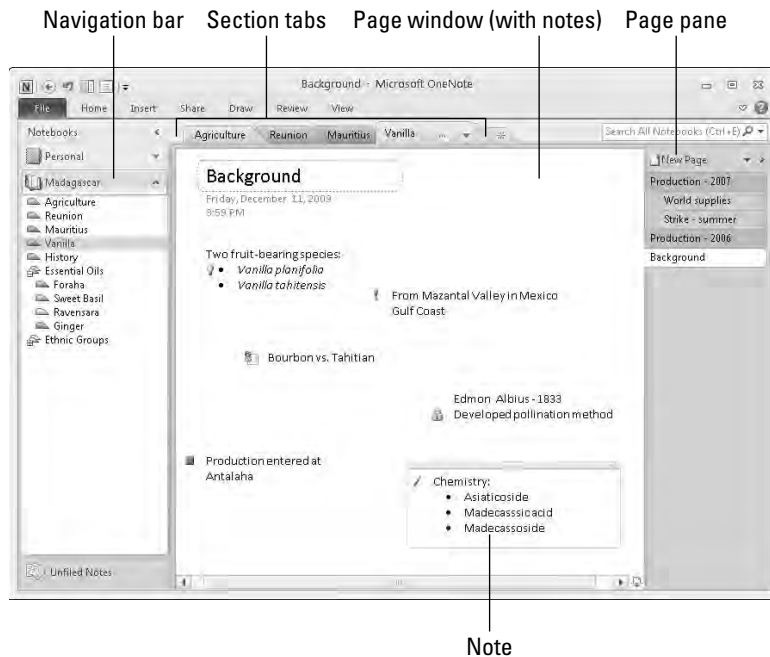 Navigation bar Section tabs Page window (with notes) Page pane
Background - Microsoft OneNote
File Home Insert Share Draw Review View
Notebooks
Agriculture Reunion Mauritius Vanilla ...
Search All Notebooks (Ctrl+E)
Personal
Madagascar
Agriculture
Reunion
Mauritius
Vanilla
History
Essential Oils
Foraha
Sweet Basil
Ravensara
Ginger
Ethnic Groups
Unfiled Notes
Background
Friday, December 11, 2009
3:59 PM
Two fruit-bearing species:
• Vanilla planifolia
• Vanilla tahitensis
From Mazantal Valley in Mexico
Gulf Coast
Bourbon vs. Tahitian
Edmon Albius - 1833
Developed pollination method
Production entered at
Antalaha
Chemistry:
• Asiaticoside
• Madecasssic acid
• Madecassoside
New Page
Production - 2007
World supplies
Strike - summer
Production - 2006
Background
Note